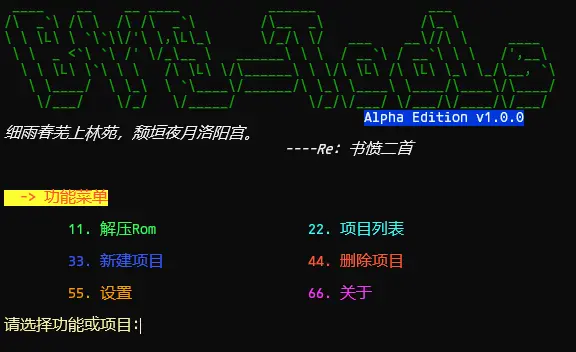 BYS-Tools
Alpha Edition v1.0.0
细雨春芜上林苑，颓垣夜月洛阳宫。
----Re: 书愤二首
-> 功能菜单
11. 解压Rom 22. 项目列表
33. 新建项目 44. 删除项目
55. 设置 66. 关于
请选择功能或项目: